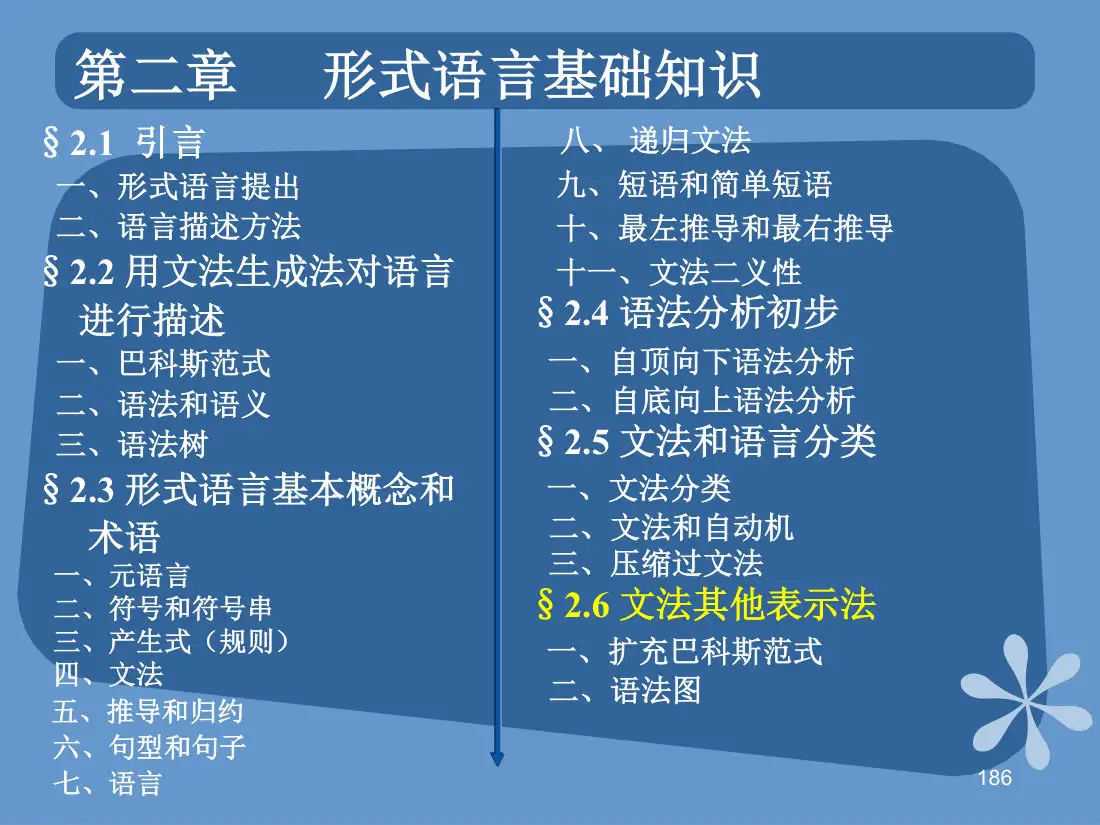 第二章 形式语言基础知识
§2.1 引言
一、形式语言提出
二、语言描述方法
§2.2 用文法生成法对语言
进行描述
一、巴科斯范式
二、语法和语义
三、语法树
§2.3 形式语言基本概念和
术语
一、元语言
二、符号和符号串
三、产生式（规则）
四、文法
五、推导和归约
六、句型和句子
七、语言
八、 递归文法
九、短语和简单短语
十、最左推导和最右推导
十一、文法二义性
§2.4 语法分析初步
一、自顶向下语法分析
二、自底向上语法分析
§2.5 文法和语言分类
一、文法分类
二、文法和自动机
三、压缩过文法
§2.6 文法其他表示法
一、扩充巴科斯范式
二、语法图
186